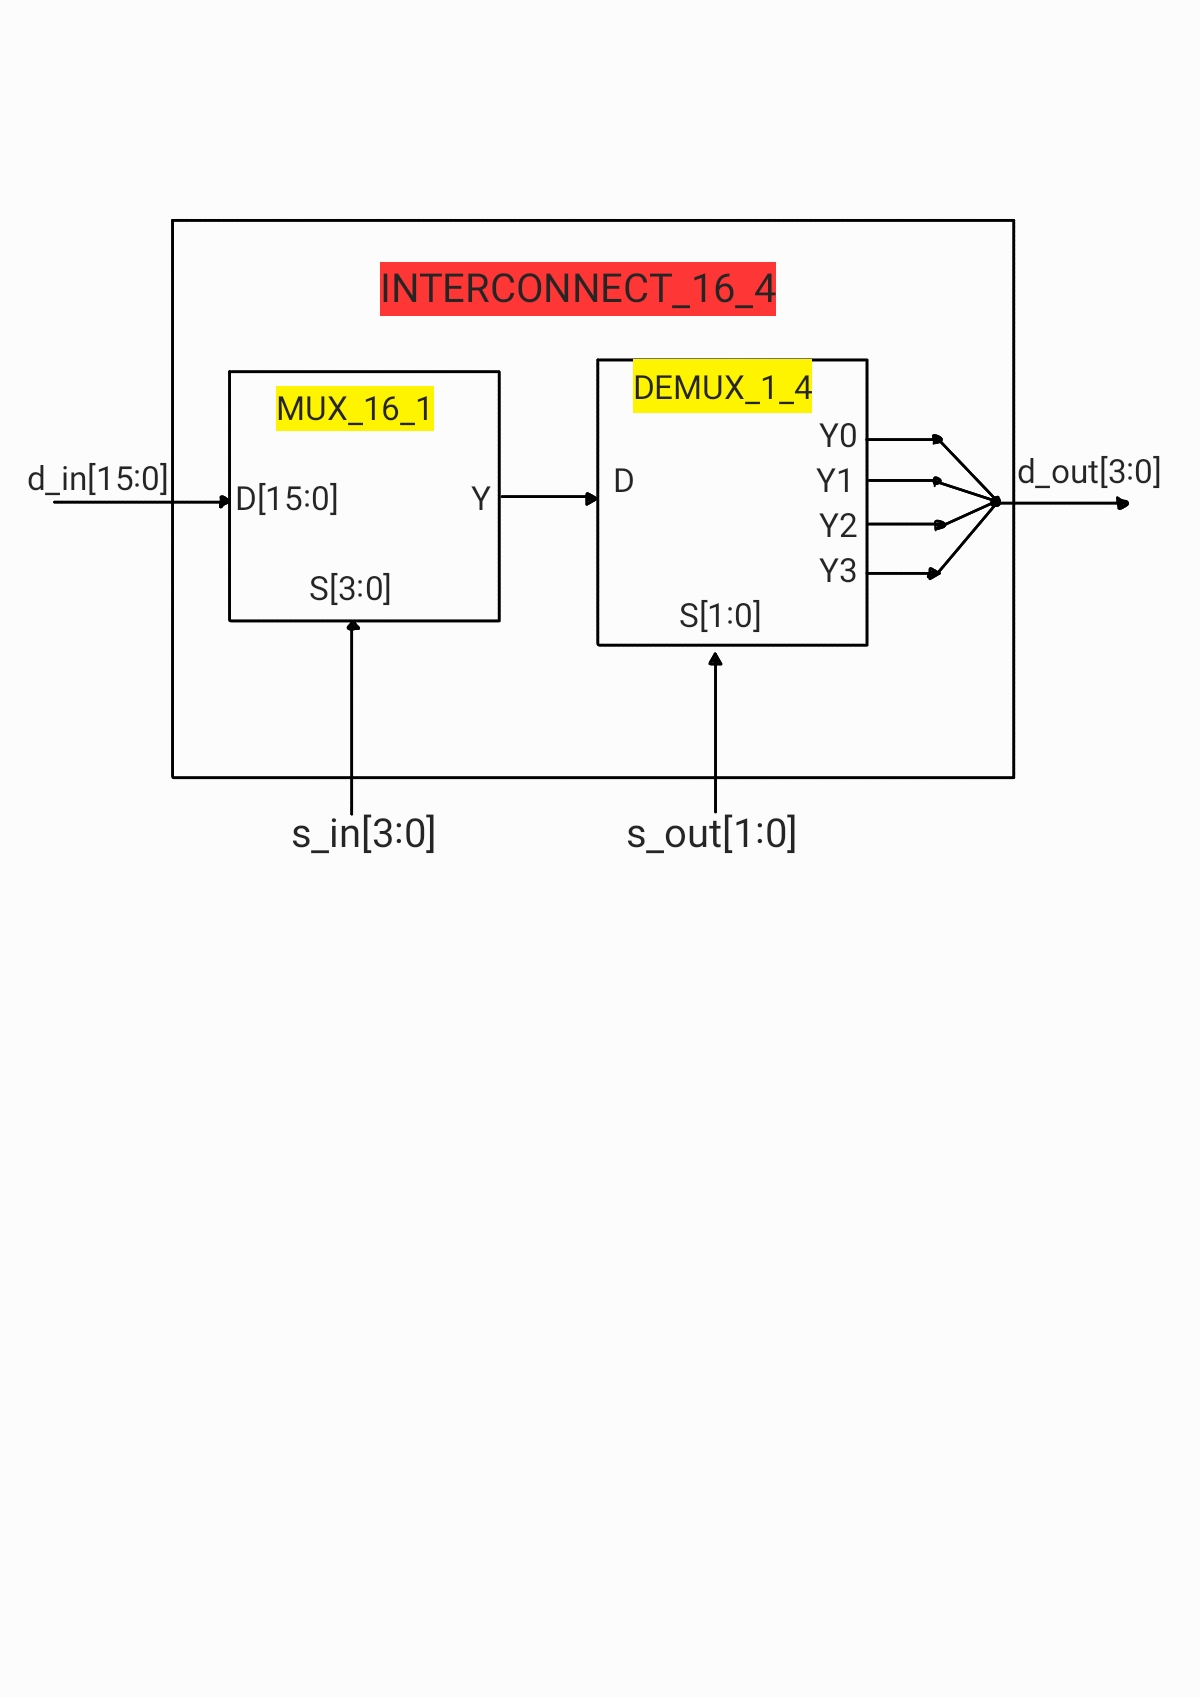 INTERCONNECT_16_4
MUX_16_1
DEMUX_1_4
d_in[15:0]
D[15:0]
Y
S[3:0]
D
Y0
Y1
Y2
Y3
S[1:0]
d_out[3:0]
s_in[3:0]
s_out[1:0]